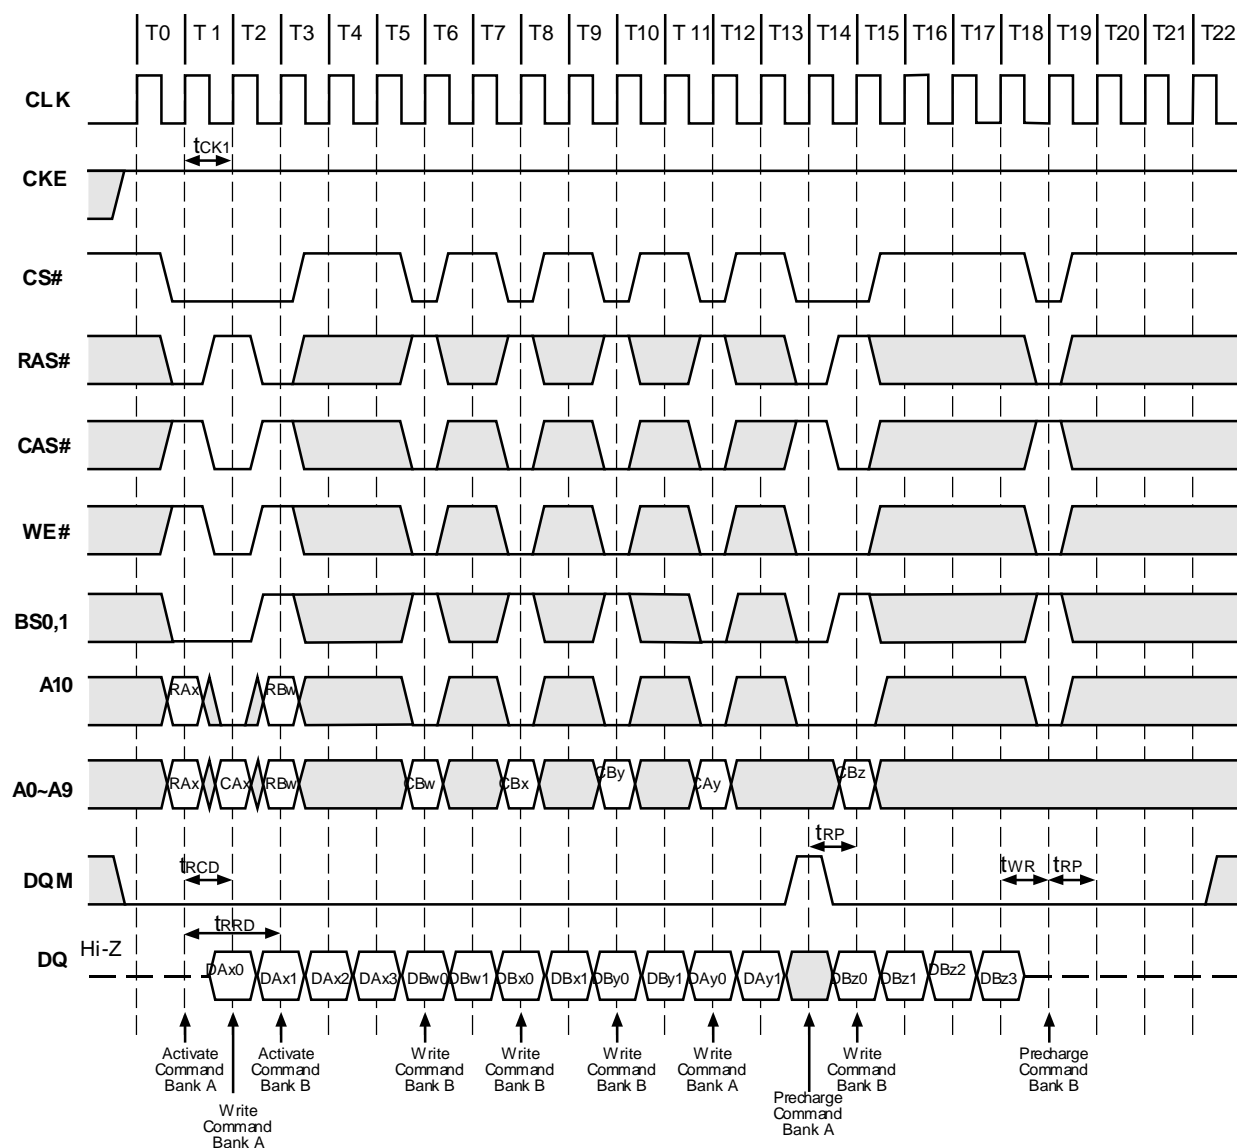 T0 T1 T2 T3 T4 T5 T6 T7 T8 T9 T10 T11 T12 T13 T14 T15 T16 T17 T18 T19 T20 T21 T22
CLK
tCK1
CKE
CS#
RAS#
CAS#
WE#
BS0,1
A10
RAx RBw
A0~A9
RAx CAx RBw CBw CBx CBy CAy CBz
tRP
DQM
tRCD tWR tRP
tRRD
DQ
Hi-Z
DAx0 DAx1 DAx2 DAx3 DBw0 DBw1 DBx0 DBx1 DBy0 DBy1 DAy0 DAy1 DBz0 DBz1 DBz2 DBz3
Activate
Command
Bank A
Write
Command
Bank A
Activate
Command
Bank B
Write
Command
Bank B
Write
Command
Bank B
Write
Command
Bank B
Write
Command
Bank A
Precharge
Command
Bank A
Write
Command
Bank B
Precharge
Command
Bank B